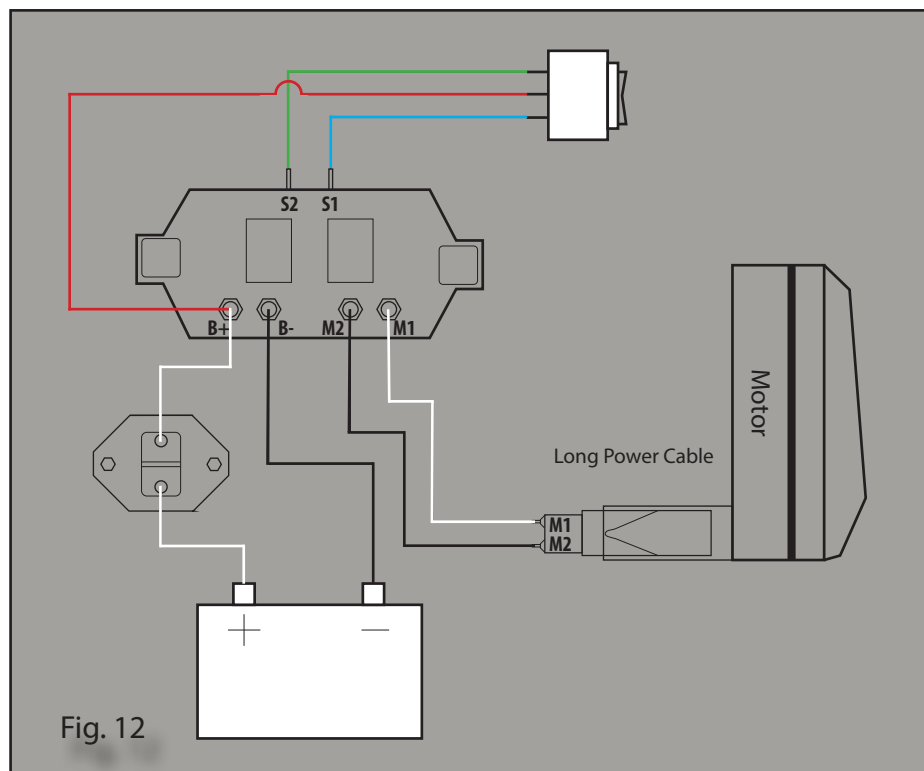 S2 S1
B+ B- M2 M1
Motor
Long Power Cable
M1
M2
+ −
Fig. 12